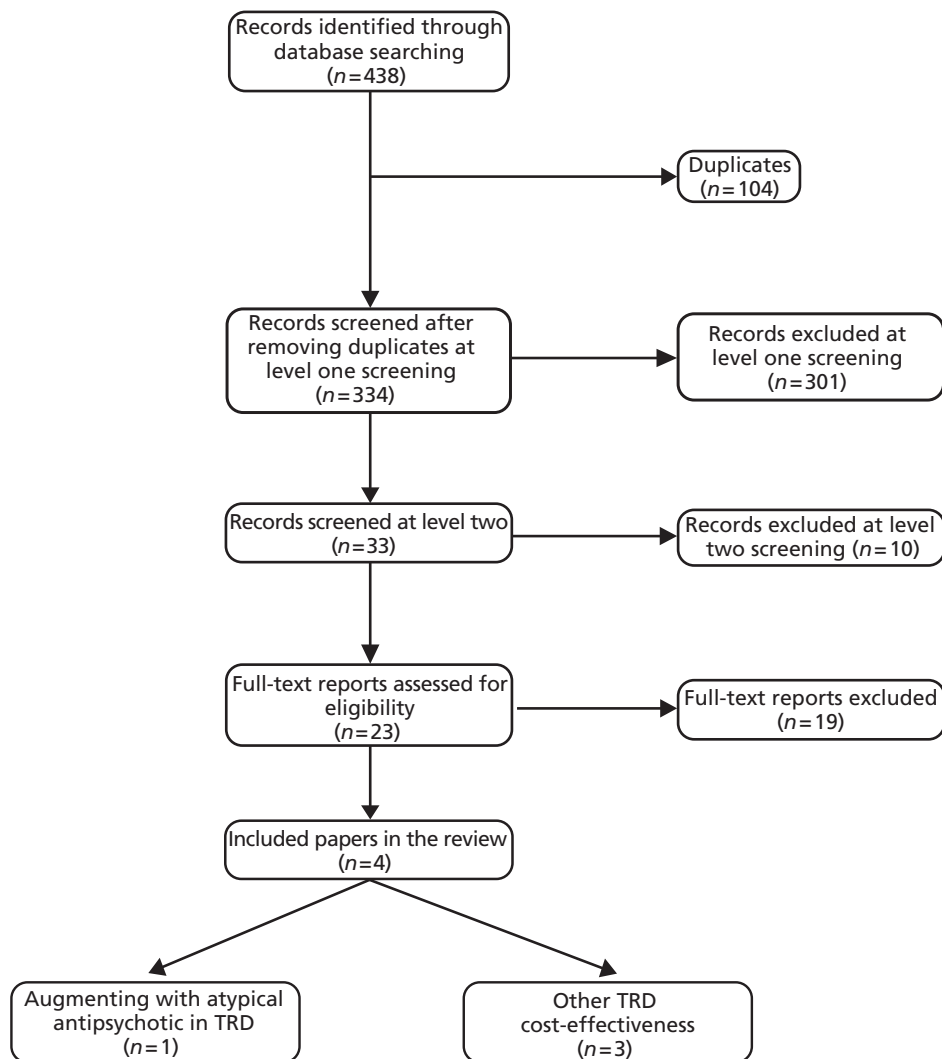 Records identified through
database searching
(n=438)
Duplicates
(n=104)
Records screened after
removing duplicates at
level one screening
(n=334)
Records excluded at
level one screening
(n=301)
Records screened at level two
(n=33)
Records excluded at level
two screening (n=10)
Full-text reports assessed for
eligibility
(n=23)
Full-text reports excluded
(n=19)
Included papers in the review
(n=4)
Augmenting with atypical
antipsychotic in TRD
(n=1)
Other TRD
cost-effectiveness
(n=3)